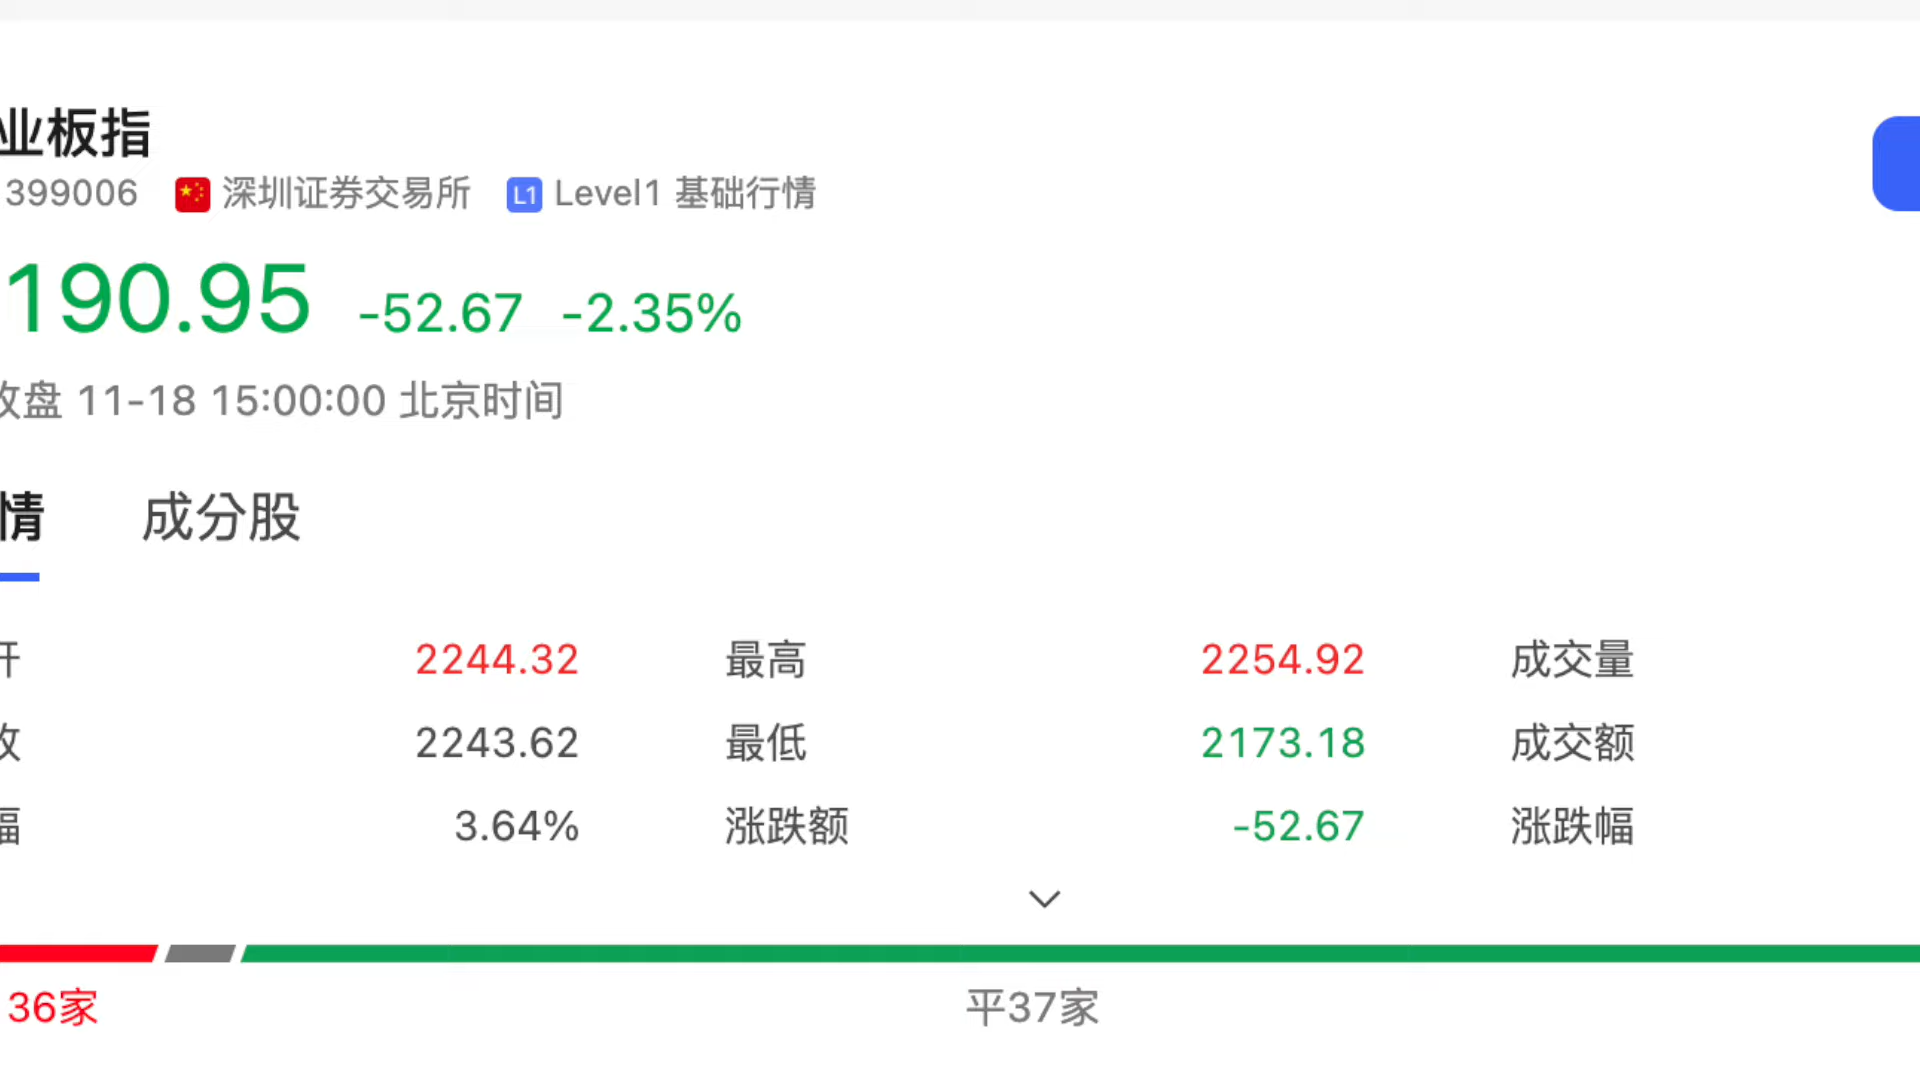 业板指
399006 深圳证券交易所 L1 Level1 基础行情
190.95 -52.67 -2.35%
收盘 11-18 15:00:00 北京时间
情 成分股
开 2244.32 最高 2254.92 成交量
收 2243.62 最低 2173.18 成交额
幅 3.64% 涨跌额 -52.67 涨跌幅
36家 平37家